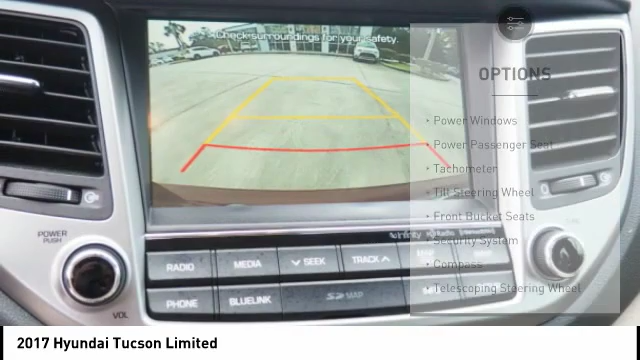 Check surroundings for your safety.
OPTIONS
• Power Windows
• Power Passenger Seat
• Tachometer
• Tilt Steering Wheel
• Front Bucket Seats
• Security System
• Compass
• Telescoping Steering Wheel
infinity
POWER
PUSH
VOL
RADIO
MEDIA
SEEK
TRACK
PHONE
BLUELINK
SD MAP
2017 Hyundai Tucson Limited